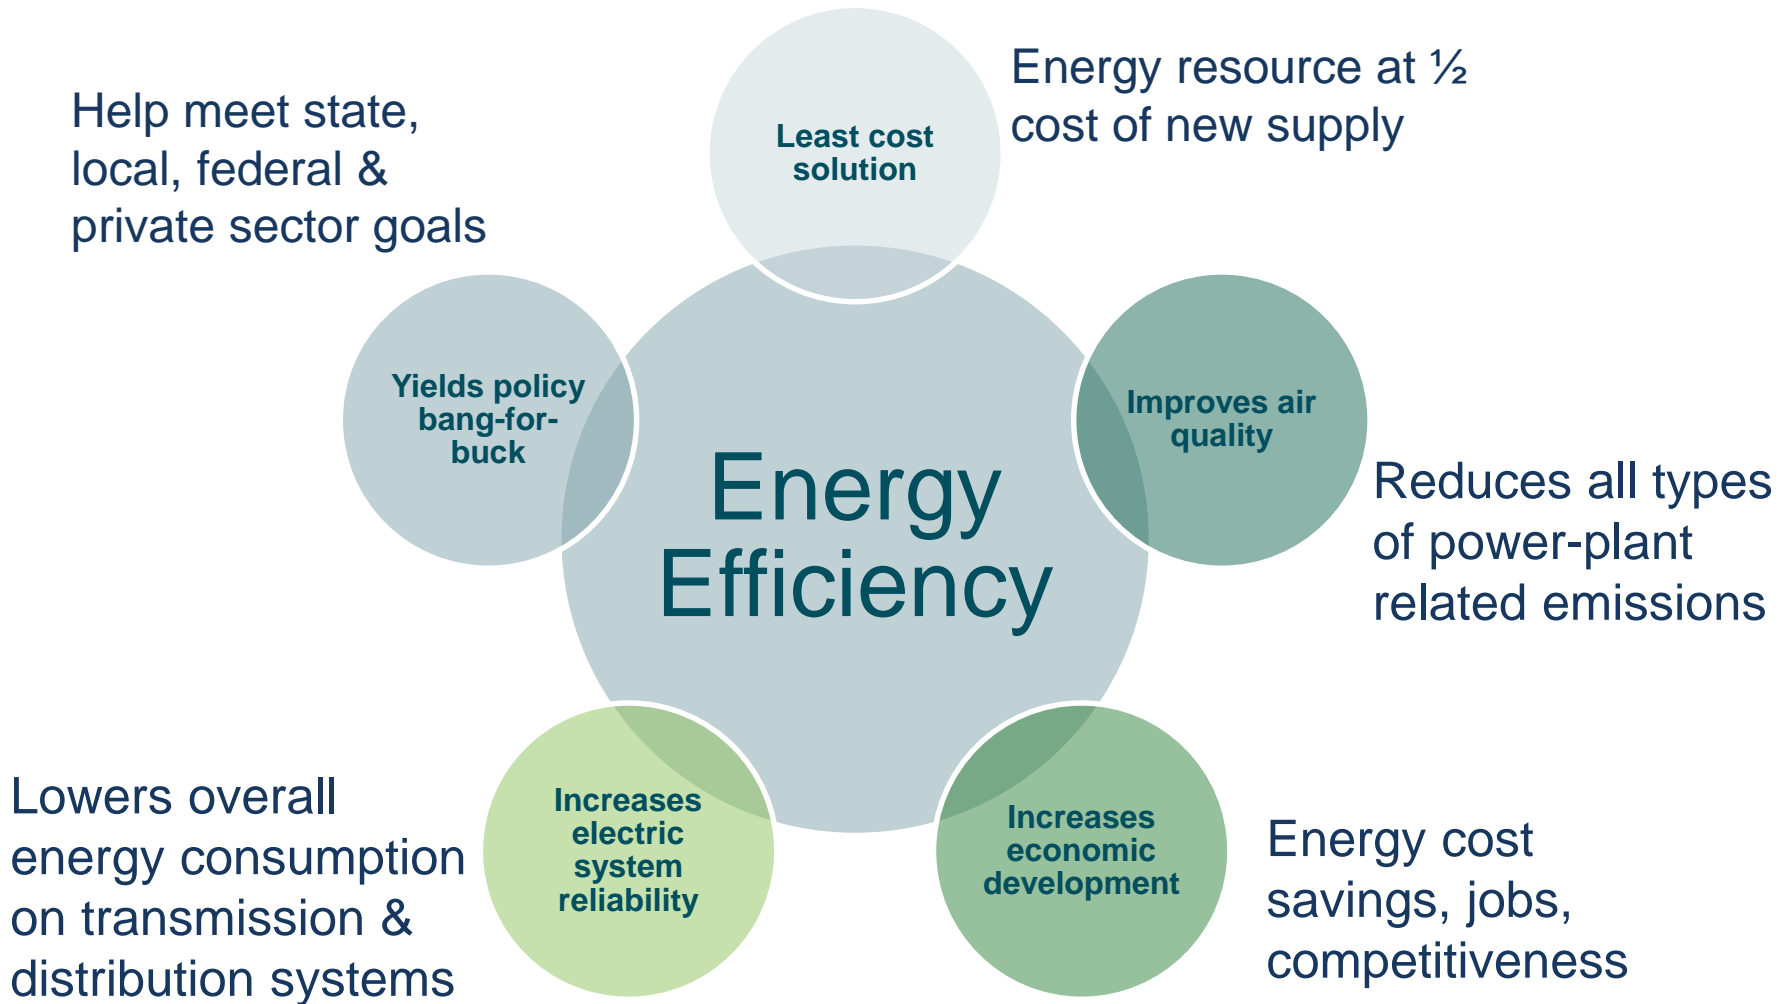 Least cost
solution
Energy resource at ½
cost of new supply
Help meet state,
local, federal &
private sector goals
Yields policy
bang-for-
buck
Improves air
quality
Reduces all types
of power-plant
related emissions
Energy
Efficiency
Increases
electric
system
reliability
Lowers overall
energy consumption
on transmission &
distribution systems
Increases
economic
development
Energy cost
savings, jobs,
competitiveness